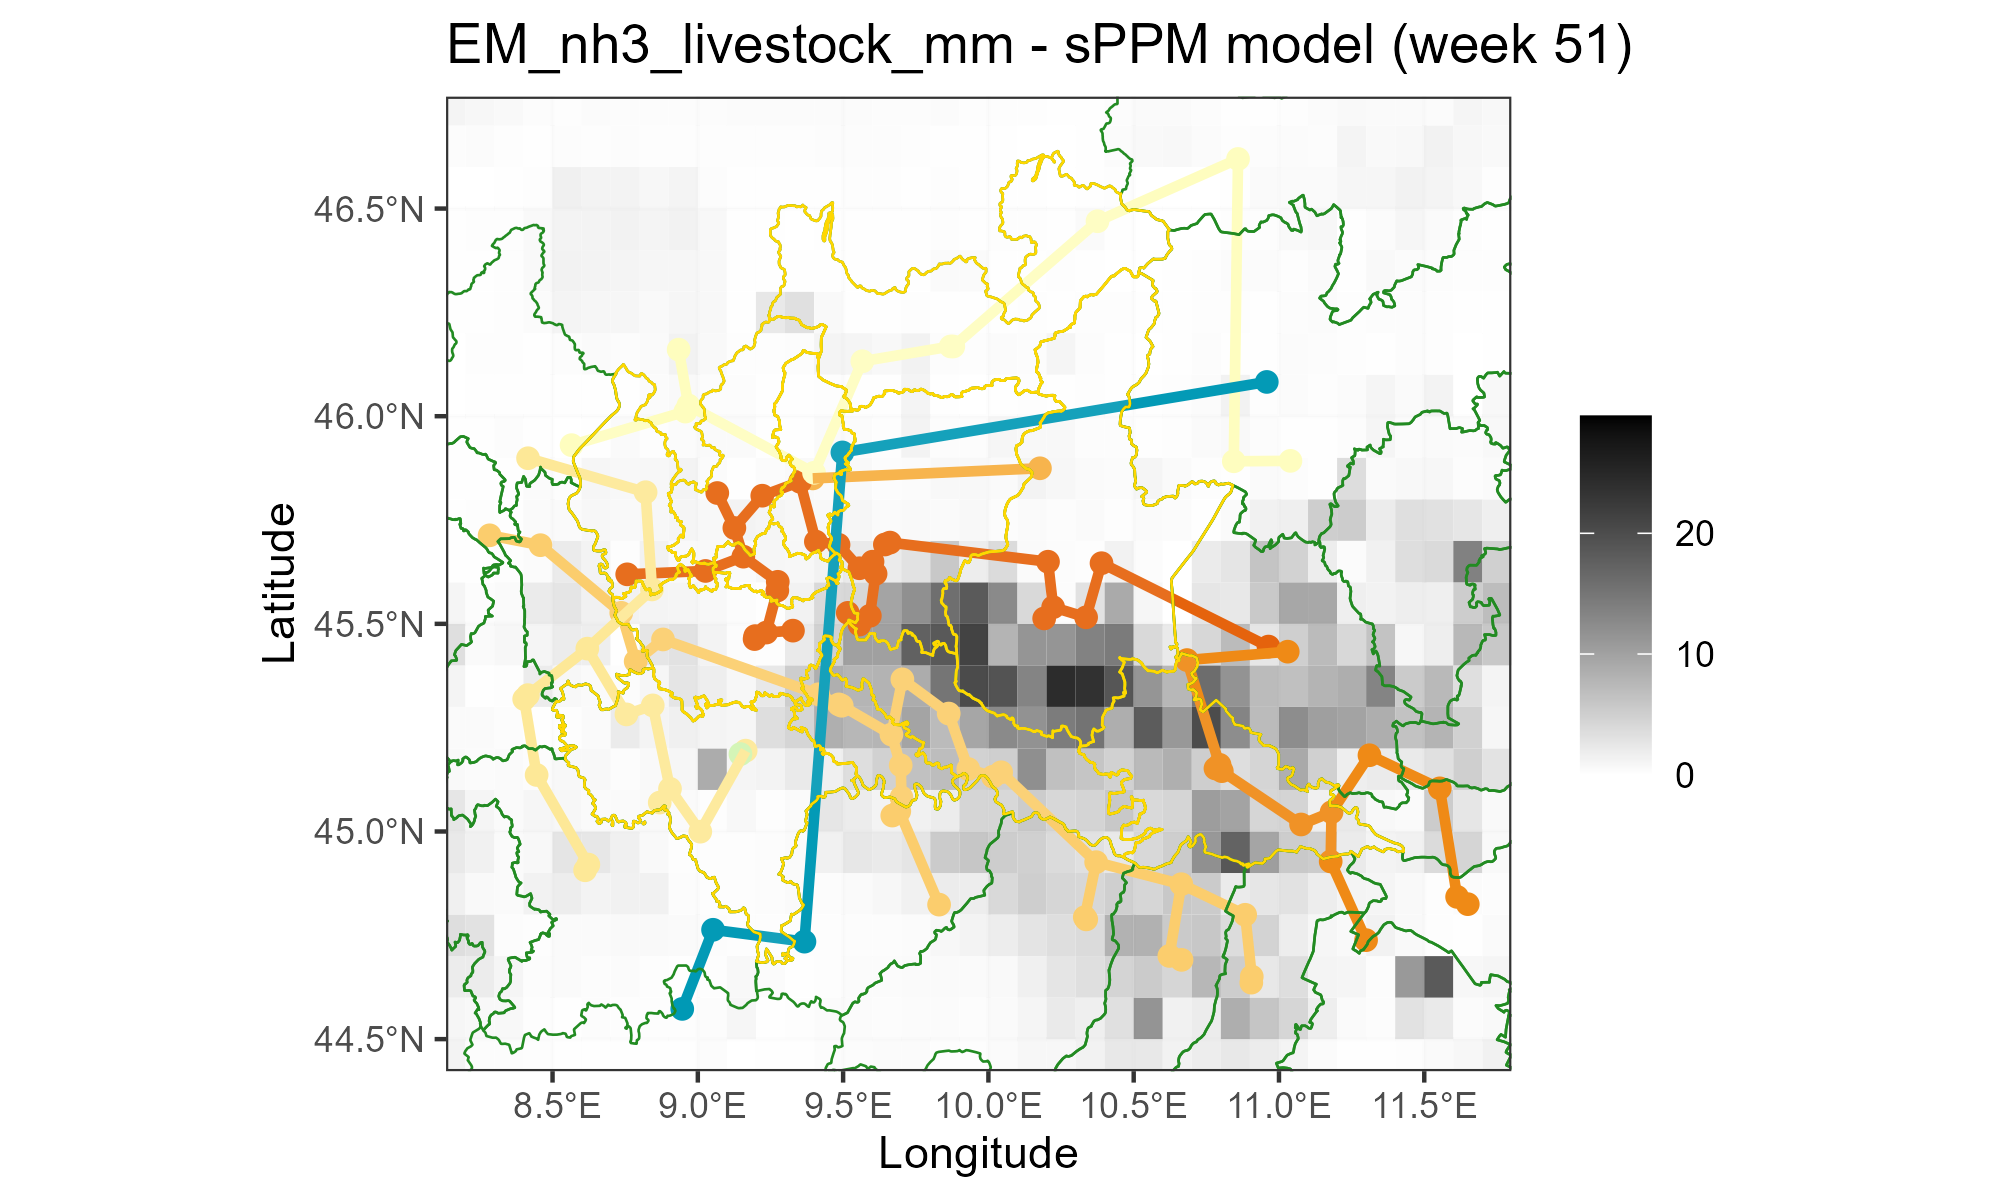 EM_nh3_livestock_mm - sPPM model (week 51)
46.5°N
46.0°N
45.5°N
45.0°N
44.5°N
Latitude
8.5°E
9.0°E
9.5°E
10.0°E
10.5°E
11.0°E
11.5°E
Longitude
20
10
0